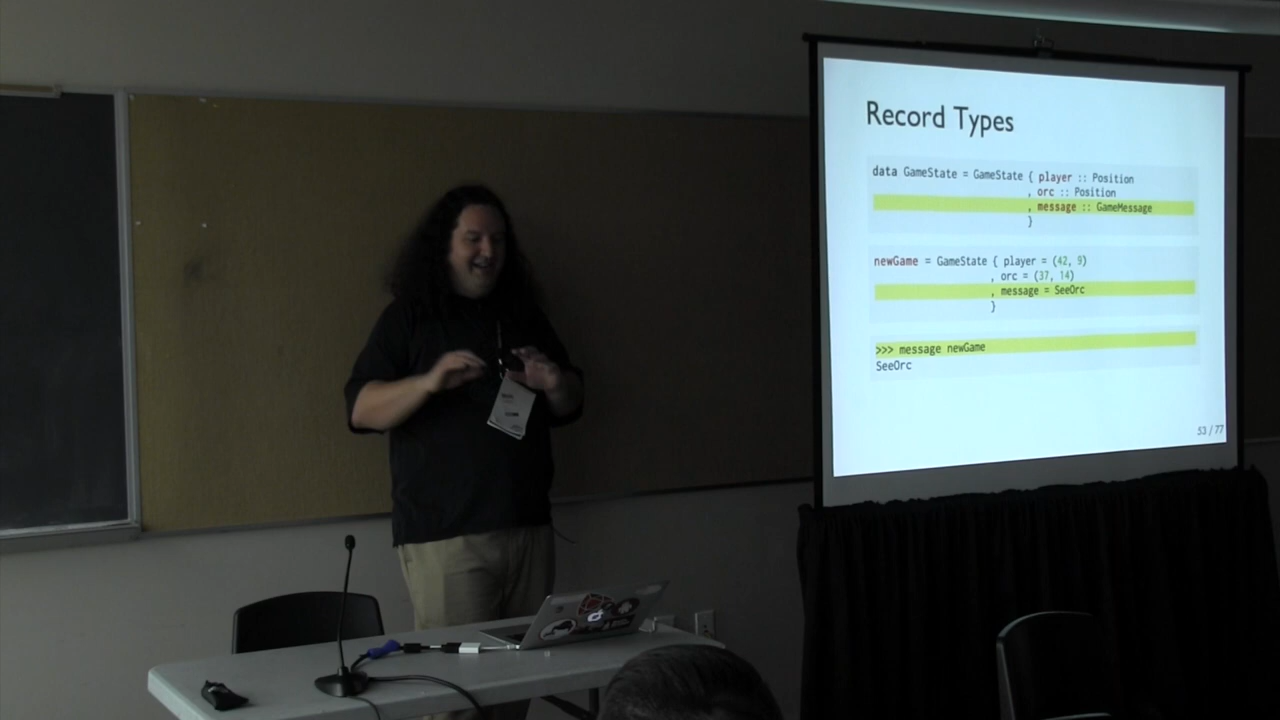 Record Types
data GameState = GameState { player :: Position
, orc :: Position
, message :: GameMessage
}
newGame = GameState { player = (42, 9)
, orc = (37, 14)
, message = SeeOrc
}
>>> message newGame
SeeOrc
53 / 77